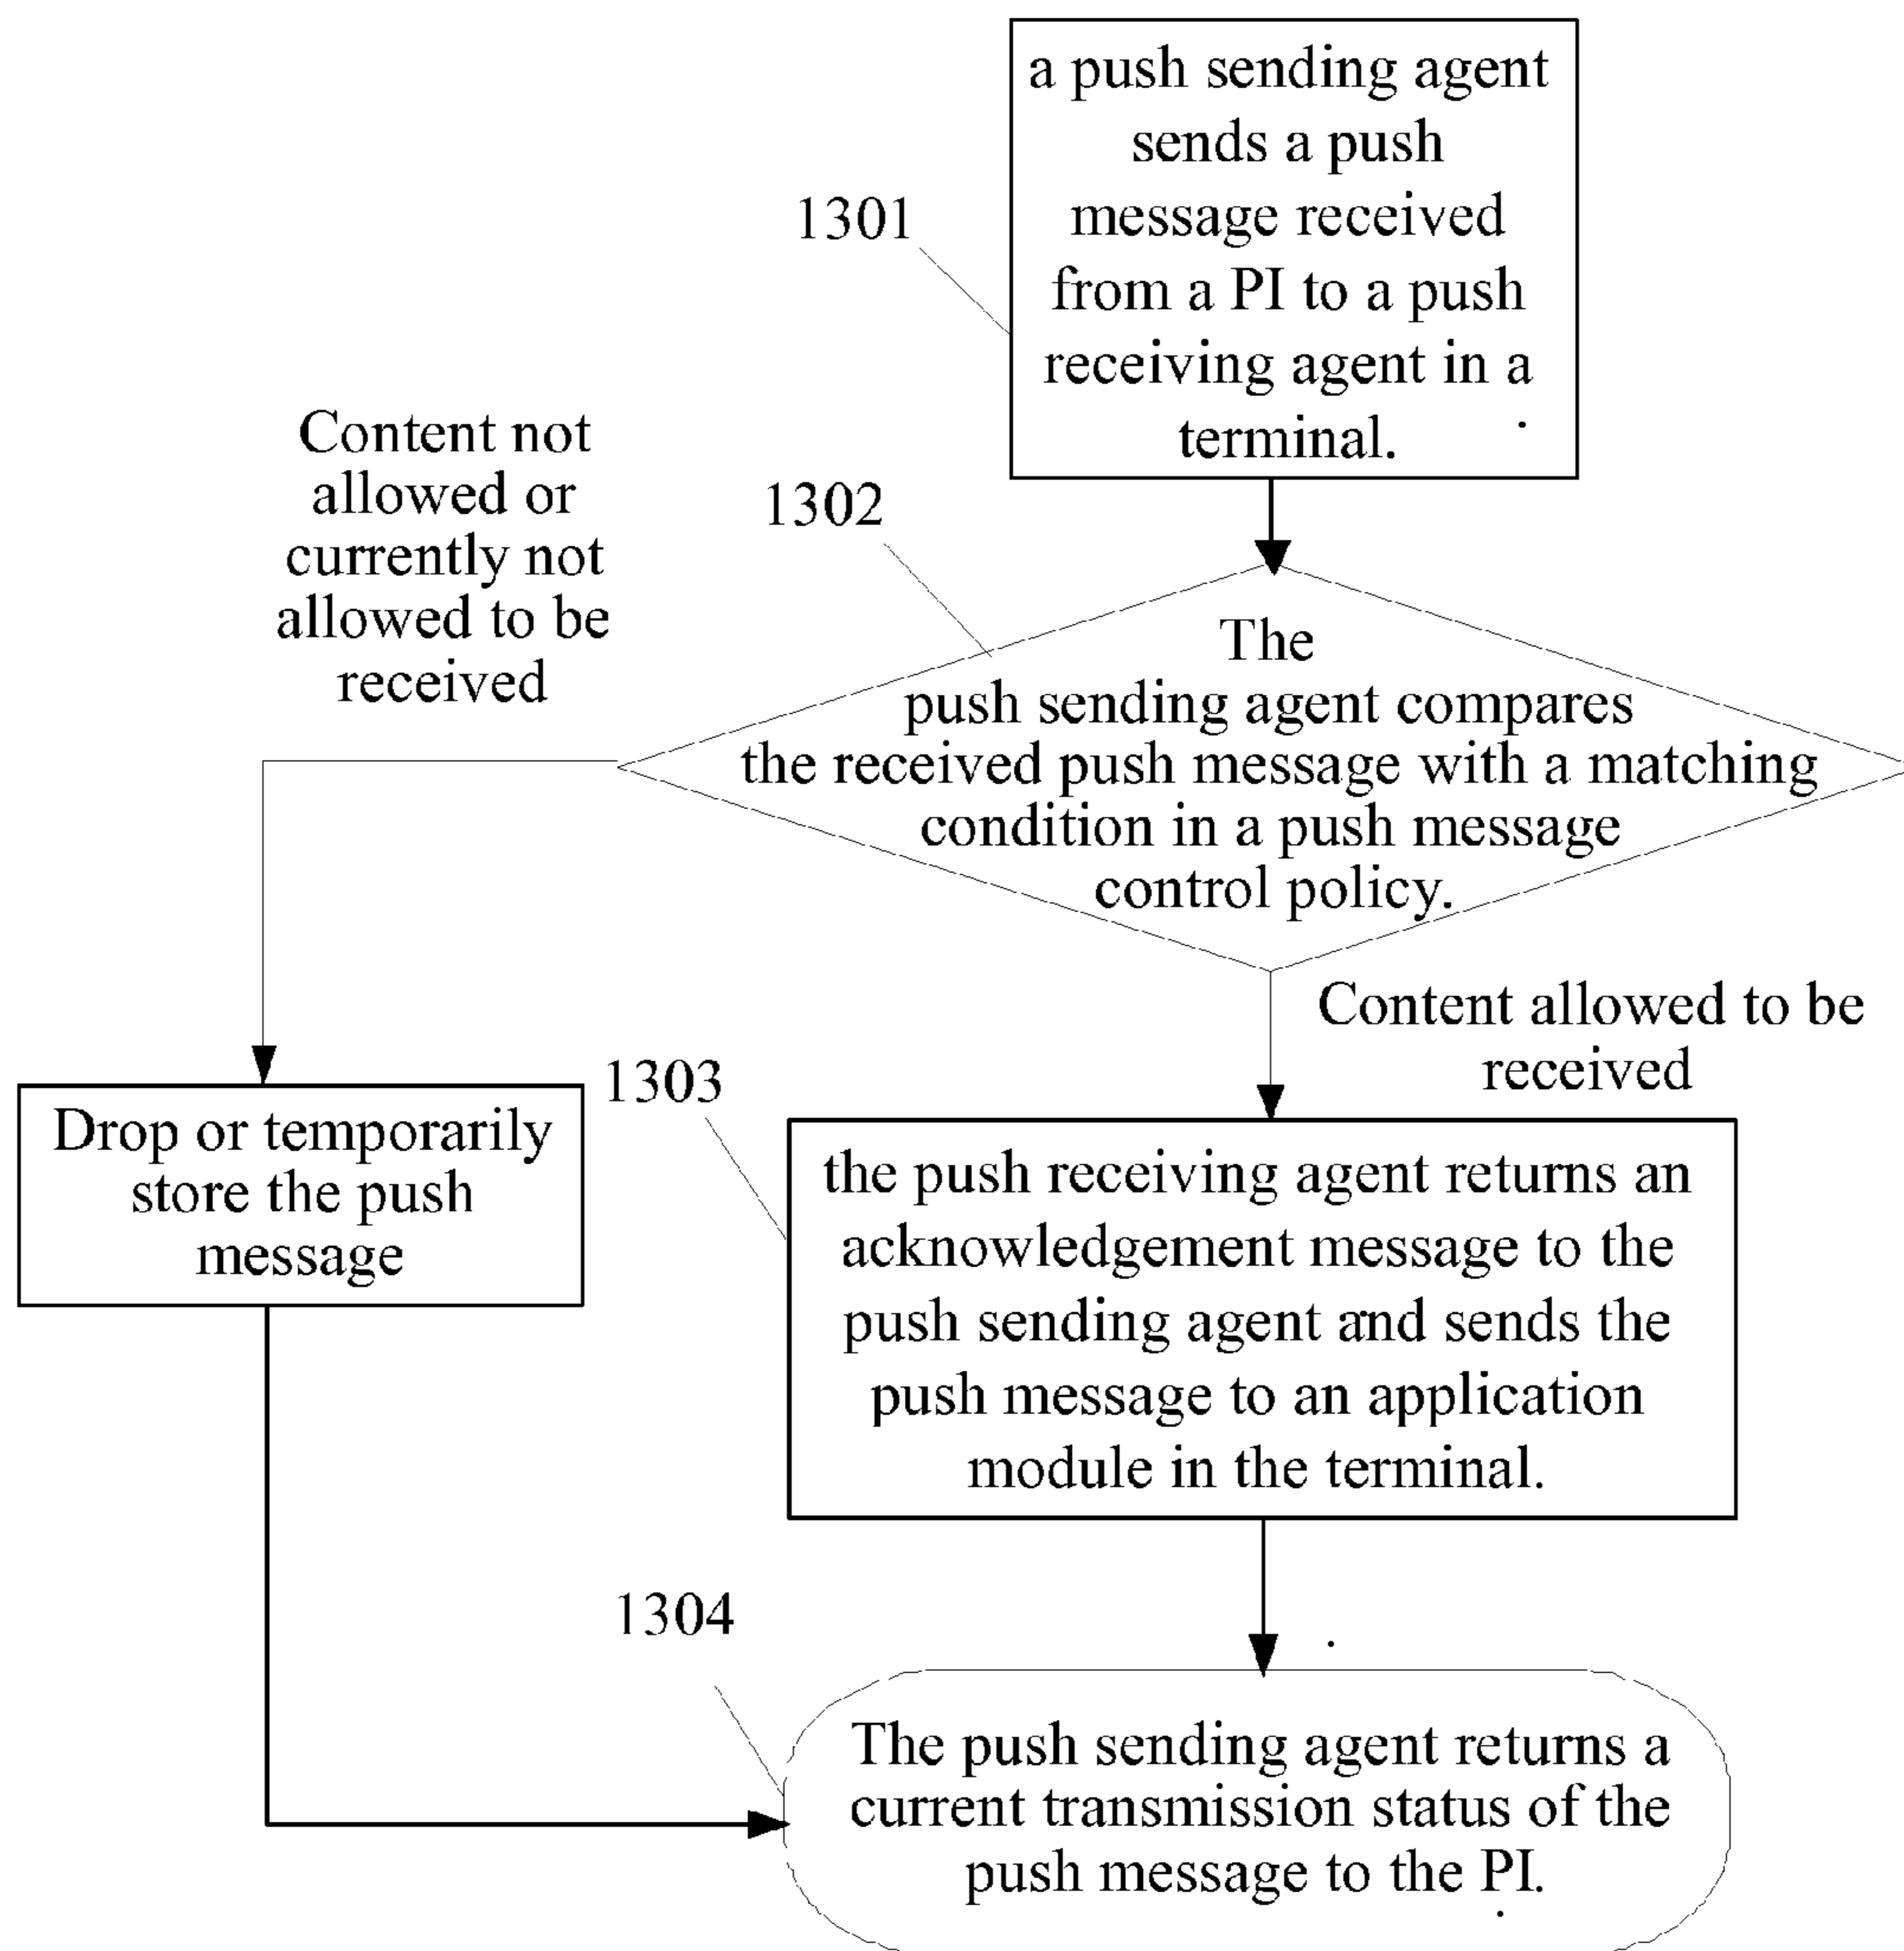 a push sending agent
sends a push
message received
from a PI to a push
receiving agent in a
terminal.
1301
1302
Content not
allowed or
currently not
allowed to be
received
The
push sending agent compares
the received push message with a matching
condition in a push message
control policy.
Content allowed to be
received
Drop or temporarily
store the push
message
1303
the push receiving agent returns an
acknowledgement message to the
push sending agent and sends the
push message to an application
module in the terminal.
1304
The push sending agent returns a
current transmission status of the
push message to the PI.